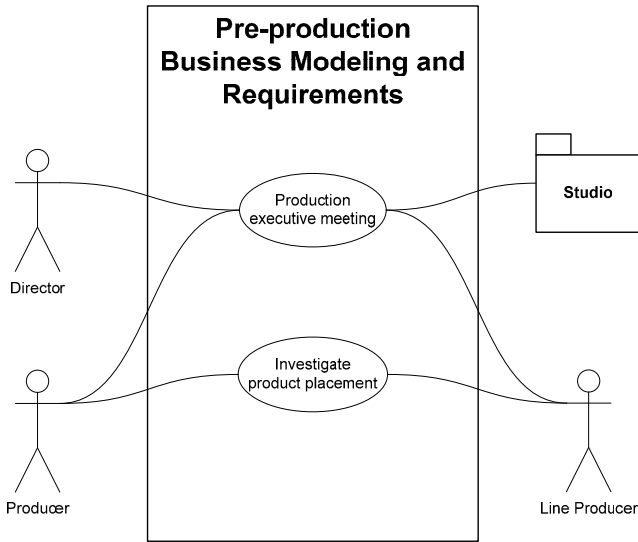 Pre-production
Business Modeling and
Requirements
Production
executive meeting
Studio
Director
Investigate
product placement
Producer
Line Producer